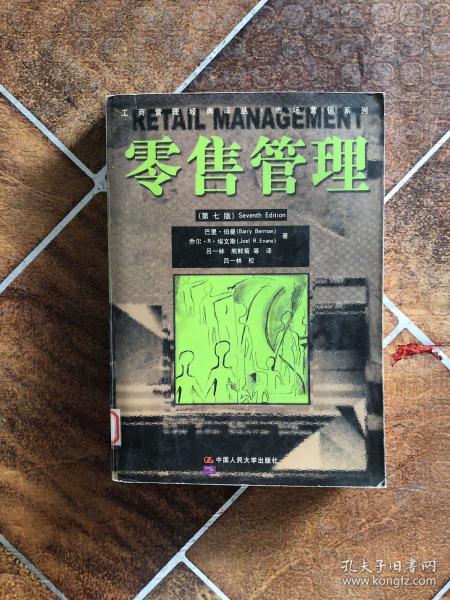 工商管理经典译丛·市场营销系列
RETAIL MANAGEMENT
零售管理
(第七版) Seventh Edition
巴里·伯曼(Barry Berman)
乔尔·R·埃文斯(Joel R.Evans) 著
吕一林 熊鲜菊 等 译
吕一林 校
中国人民大学出版社
孔夫子旧书网
www.kongfz.com